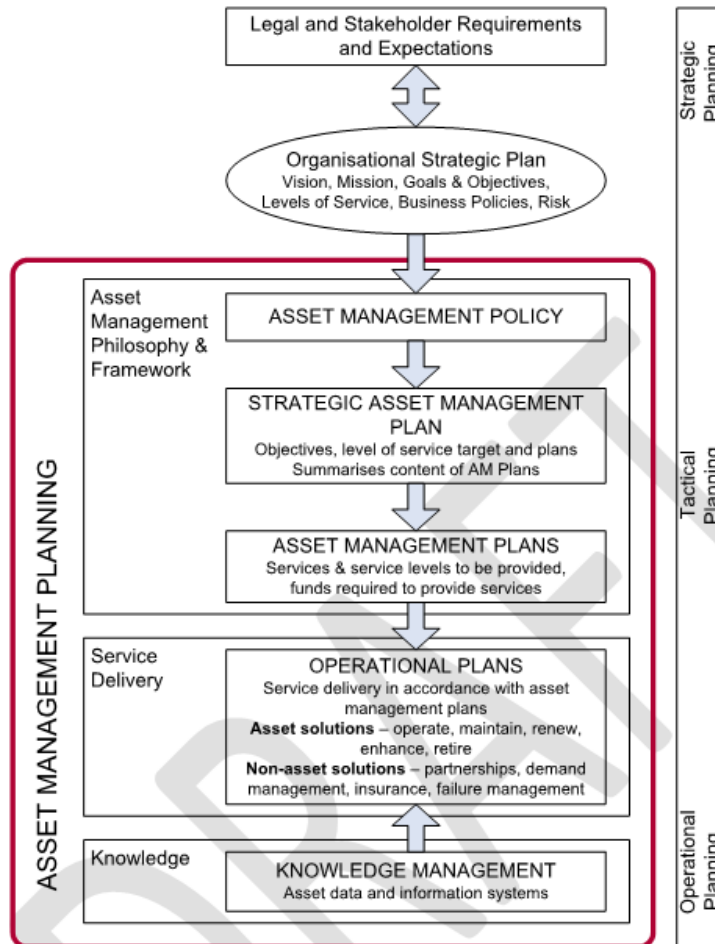 Legal and Stakeholder Requirements
and Expectations
Organisational Strategic Plan
Vision, Mission, Goals & Objectives,
Levels of Service, Business Policies, Risk
Strategic
Planning
ASSET MANAGEMENT PLANNING
Asset
Management
Philosophy &
Framework
ASSET MANAGEMENT POLICY
STRATEGIC ASSET MANAGEMENT
PLAN
Objectives, level of service target and plans
Summarises content of AM Plans
ASSET MANAGEMENT PLANS
Services & service levels to be provided,
funds required to provide services
Tactical
Planning
Service
Delivery
OPERATIONAL PLANS
Service delivery in accordance with asset
management plans
Asset solutions – operate, maintain, renew,
enhance, retire
Non-asset solutions – partnerships, demand
management, insurance, failure management
Knowledge
KNOWLEDGE MANAGEMENT
Asset data and information systems
Operational
Planning
DRAFT